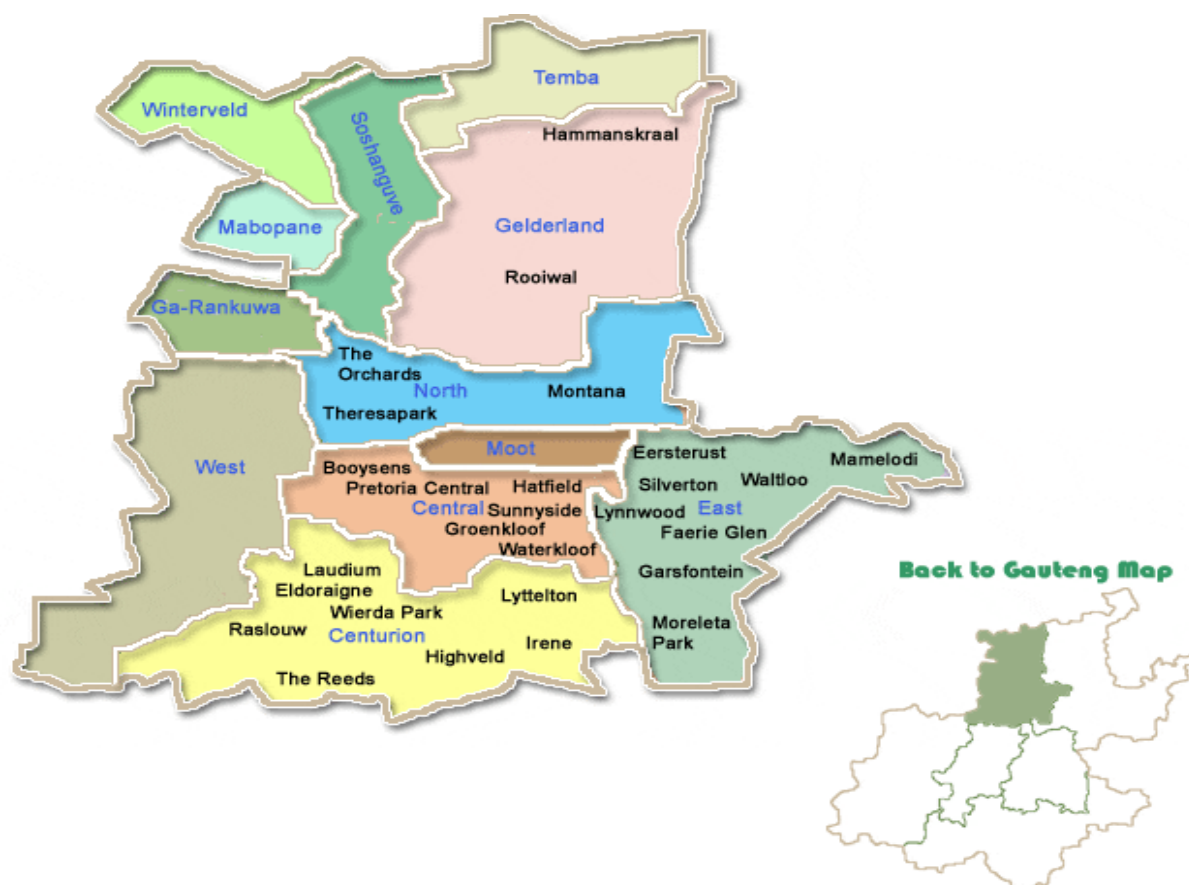 Temba
Winterveld
Soshanguve
Hammanskraal
Mabopane
Gelderland
Rooiwal
Ga-Rankuwa
The
Orchards
North
Montana
Theresapark
Moot
West
Booysens
Pretoria Central
Hatfield
Central
Sunnyside
Groenkloof
Waterkloof
Eersterust
Mamelodi
Silverton
Waltloo
Lynnwood
East
Faerie Glen
Garsfontein
Moreleta
Park
Laudium
Eldoraigne
Wierda Park
Lyttelton
Raslouw
Centurion
Irene
Highveld
The Reeds
Back to Gauteng Map